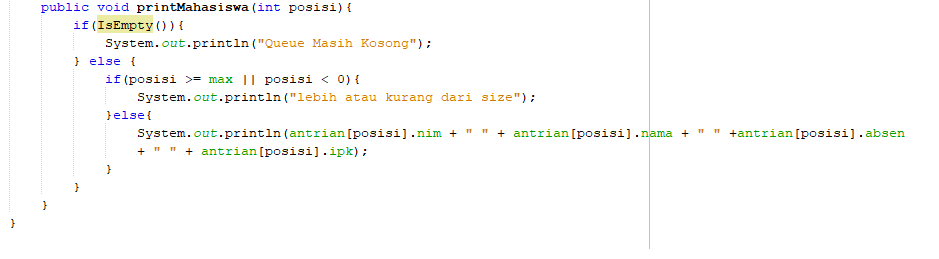 public void printMahasiswa(int posisi){
if(IsEmpty()){
System.out.println("Queue Masih Kosong");
} else {
if(posisi >= max || posisi < 0){
System.out.println("lebih atau kurang dari size");
}else{
System.out.println(antrian[posisi].nim + " " + antrian[posisi].nama + " " +antrian[posisi].absen
+ " " + antrian[posisi].ipk);
}
}
}
}